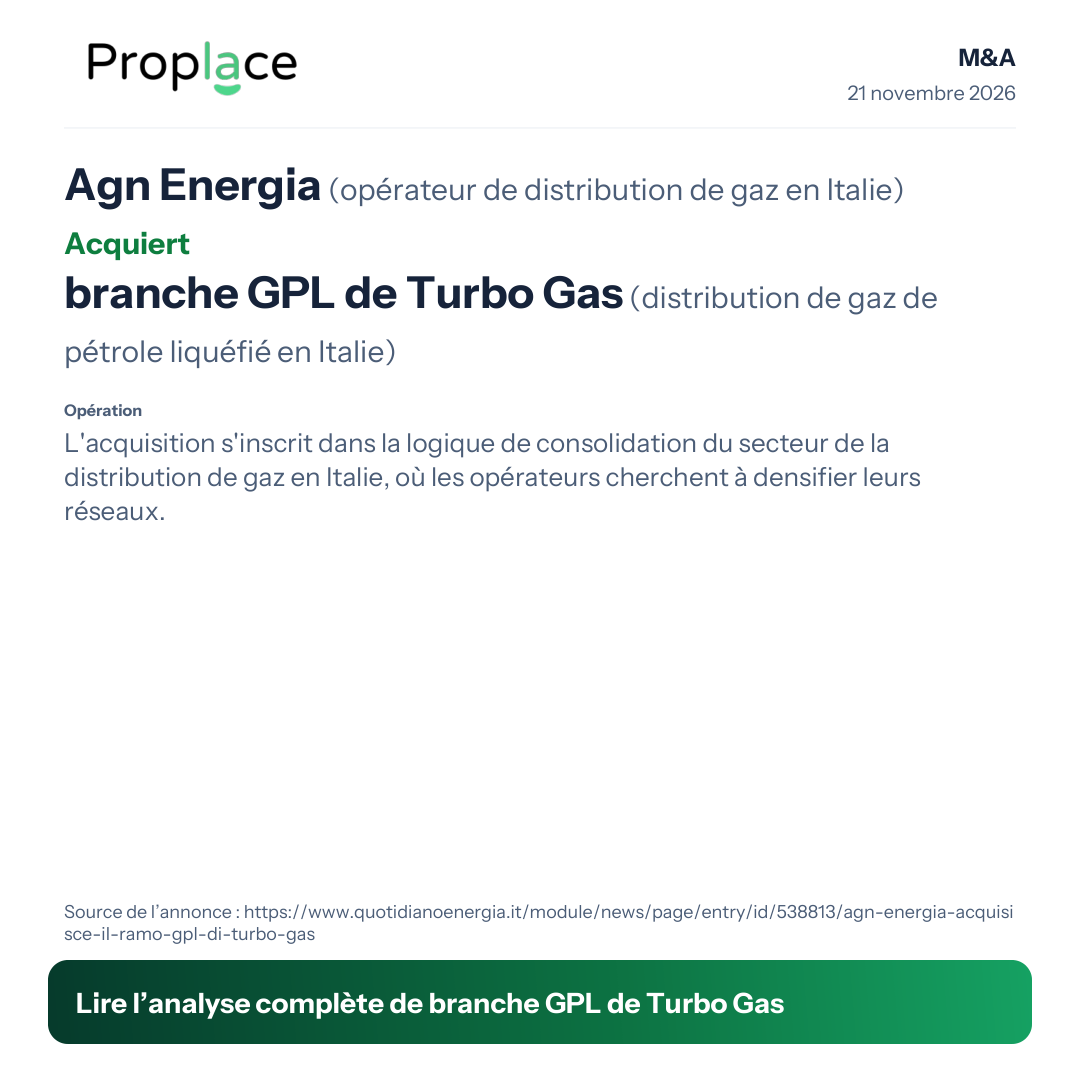 Proplace
M&A
21 novembre 2026
Agn Energia (opérateur de distribution de gaz en Italie)
Acquiert
branche GPL de Turbo Gas (distribution de gaz de
pétrole liquéfié en Italie)
Opération
L'acquisition s'inscrit dans la logique de consolidation du secteur de la
distribution de gaz en Italie, où les opérateurs cherchent à densifier leurs
réseaux.
Source de l’annonce : https://www.quotidianoenergia.it/module/news/page/entry/id/538813/agn-energia-acquisi
sce-il-ramo-gpl-di-turbo-gas
Lire l’analyse complète de branche GPL de Turbo Gas